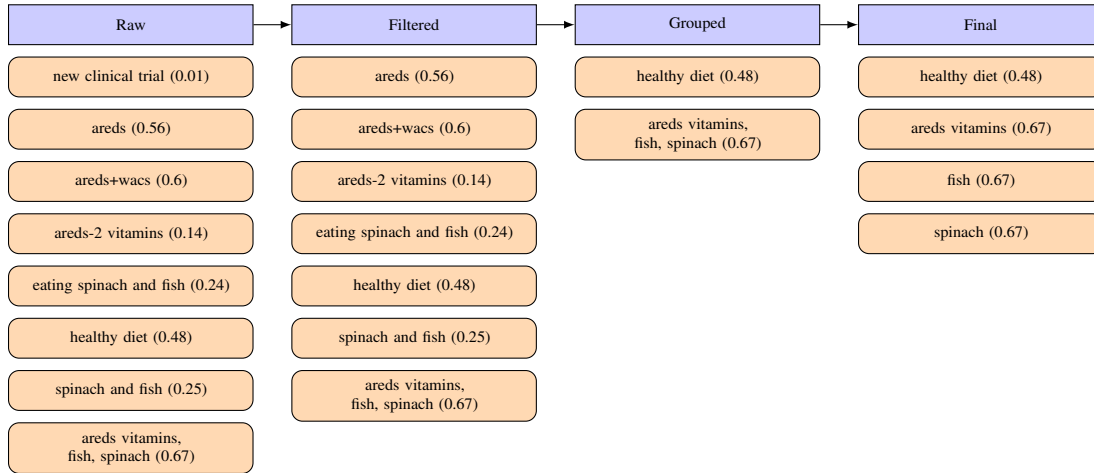 Raw
new clinical trial (0.01)
areds (0.56)
areds+wacs (0.6)
areds-2 vitamins (0.14)
eating spinach and fish (0.24)
healthy diet (0.48)
spinach and fish (0.25)
areds vitamins,
fish, spinach (0.67)
Filtered
areds (0.56)
areds+wacs (0.6)
areds-2 vitamins (0.14)
eating spinach and fish (0.24)
healthy diet (0.48)
spinach and fish (0.25)
areds vitamins,
fish, spinach (0.67)
Grouped
healthy diet (0.48)
areds vitamins,
fish, spinach (0.67)
Final
healthy diet (0.48)
areds vitamins (0.67)
fish (0.67)
spinach (0.67)